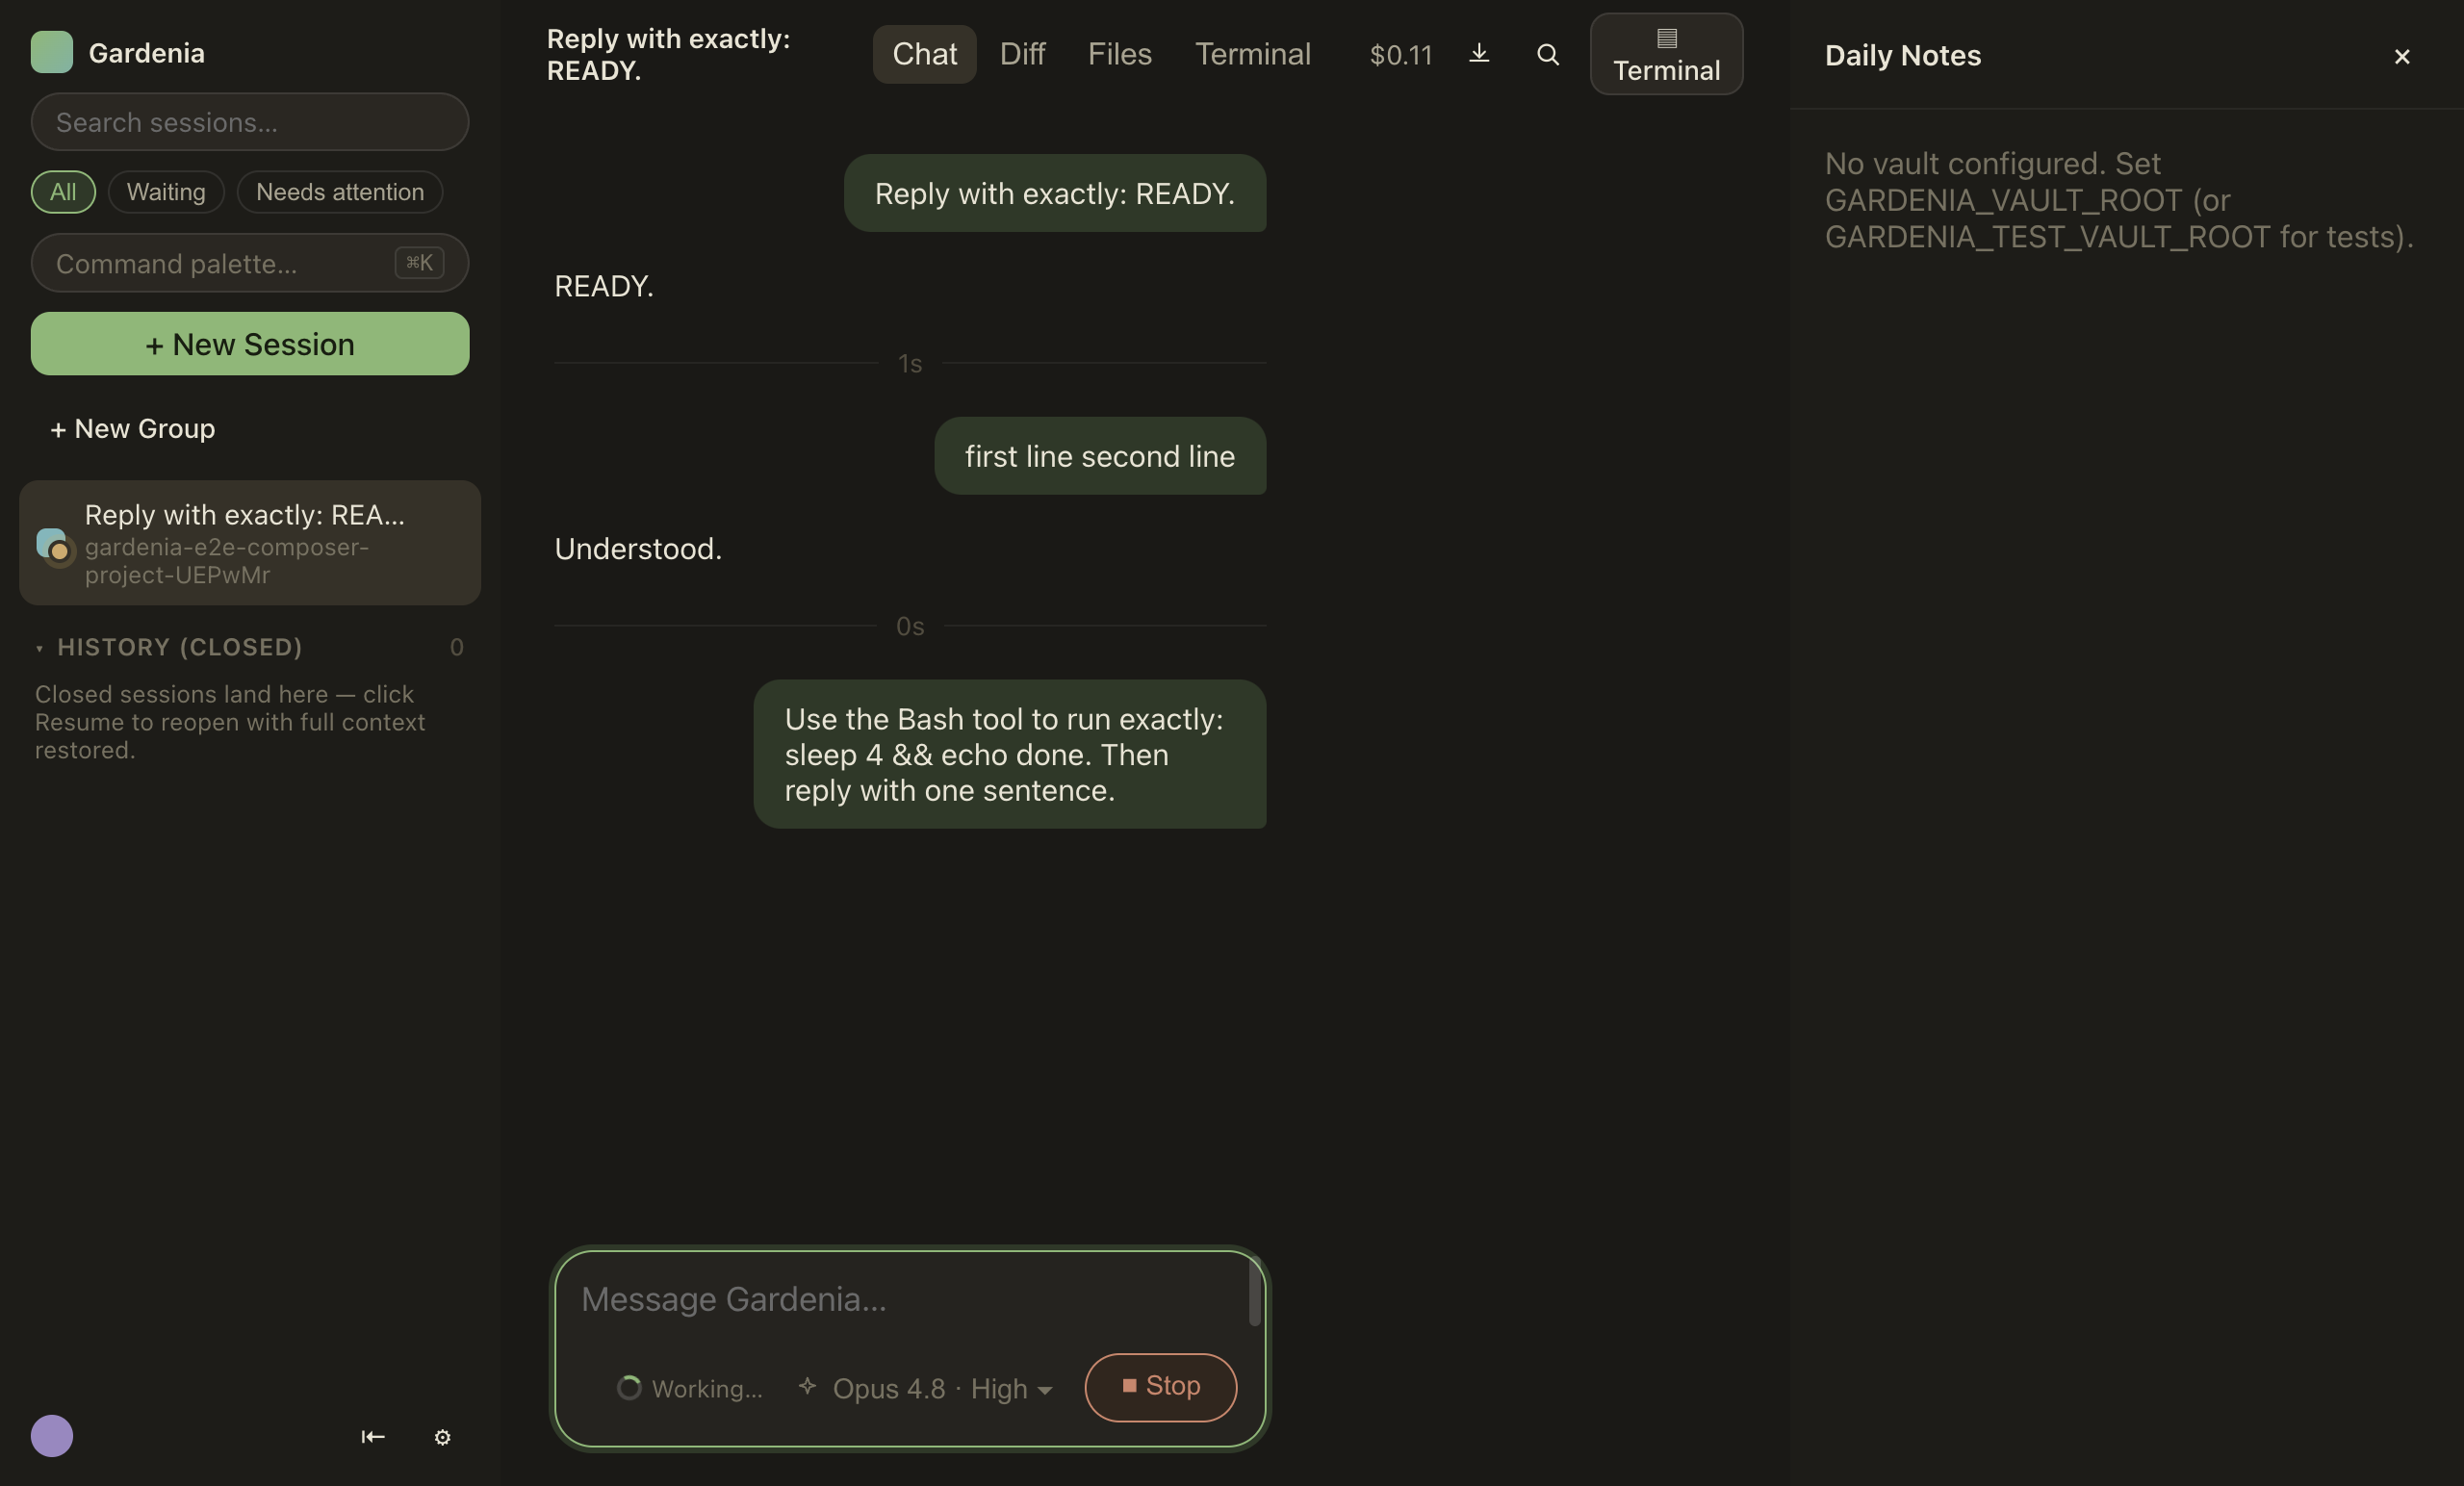 Gardenia
Search sessions...
All
Waiting
Needs attention
Command palette...
⌘K
+ New Session
+ New Group
Reply with exactly: REA...
gardenia-e2e-composer-
project-UEPwMr
HISTORY (CLOSED)
0
Closed sessions land here — click
Resume to reopen with full context
restored.
Reply with exactly:
READY.
Chat
Diff
Files
Terminal
$0.11
Terminal
Reply with exactly: READY.
READY.
1s
first line second line
Understood.
0s
Use the Bash tool to run exactly:
sleep 4 && echo done. Then
reply with one sentence.
Message Gardenia...
Working...
Opus 4.8 · High
Stop
Daily Notes
No vault configured. Set
GARDENIA_VAULT_ROOT (or
GARDENIA_TEST_VAULT_ROOT for tests).